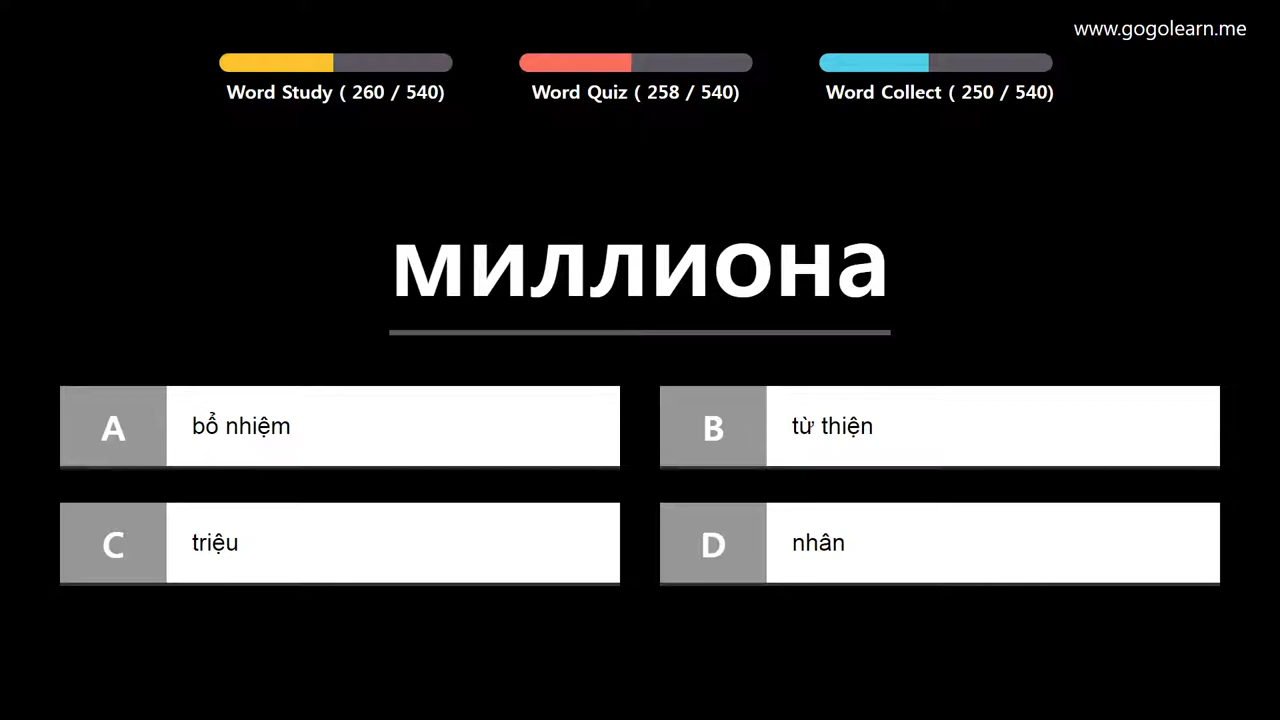 www.gogolearn.me
Word Study ( 260 / 540)
Word Quiz ( 258 / 540)
Word Collect ( 250 / 540)
миллиона
A bổ nhiệm
B từ thiện
C triệu
D nhân